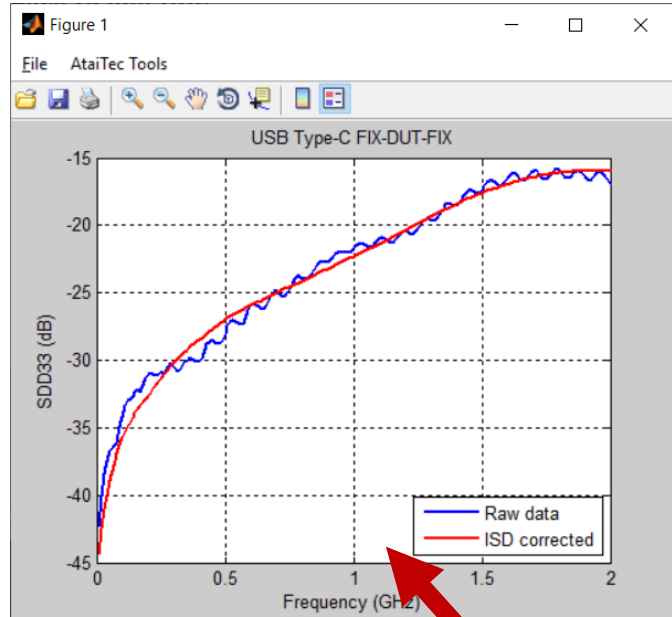 Figure 1
File AtaiTec Tools
USB Type-C FIX-DUT-FIX
-15
-20
-25
-30
-35
-40
-45
SDD33 (dB)
Raw data
ISD corrected
0 0.5 1 1.5 2
Frequency (GHz)